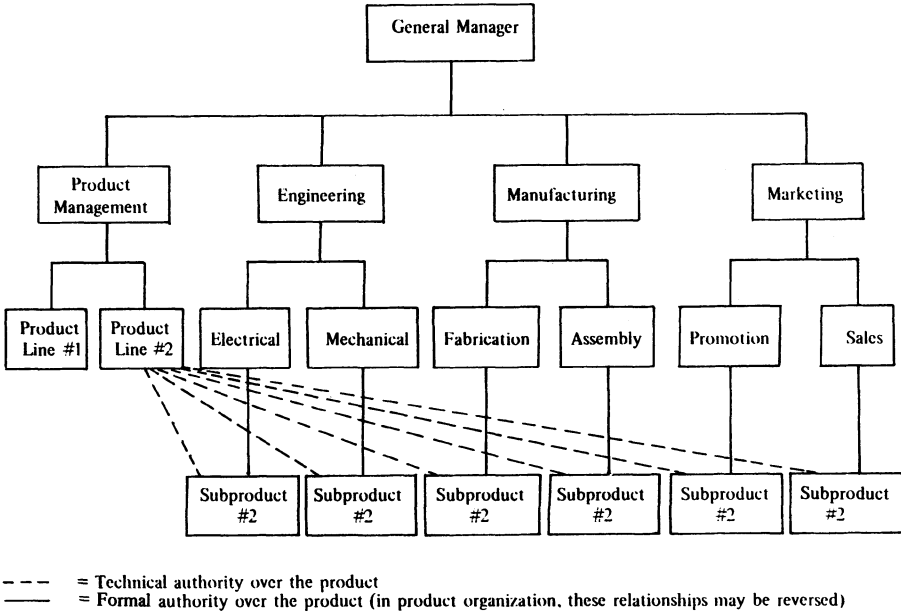 General Manager
Product
Management
Engineering
Manufacturing
Marketing
Product
Line #1
Product
Line #2
Electrical
Mechanical
Fabrication
Assembly
Promotion
Sales
Subproduct
#2
Subproduct
#2
Subproduct
#2
Subproduct
#2
Subproduct
#2
Subproduct
#2
= Technical authority over the product
= Formal authority over the product (in product organization, these relationships may be reversed)